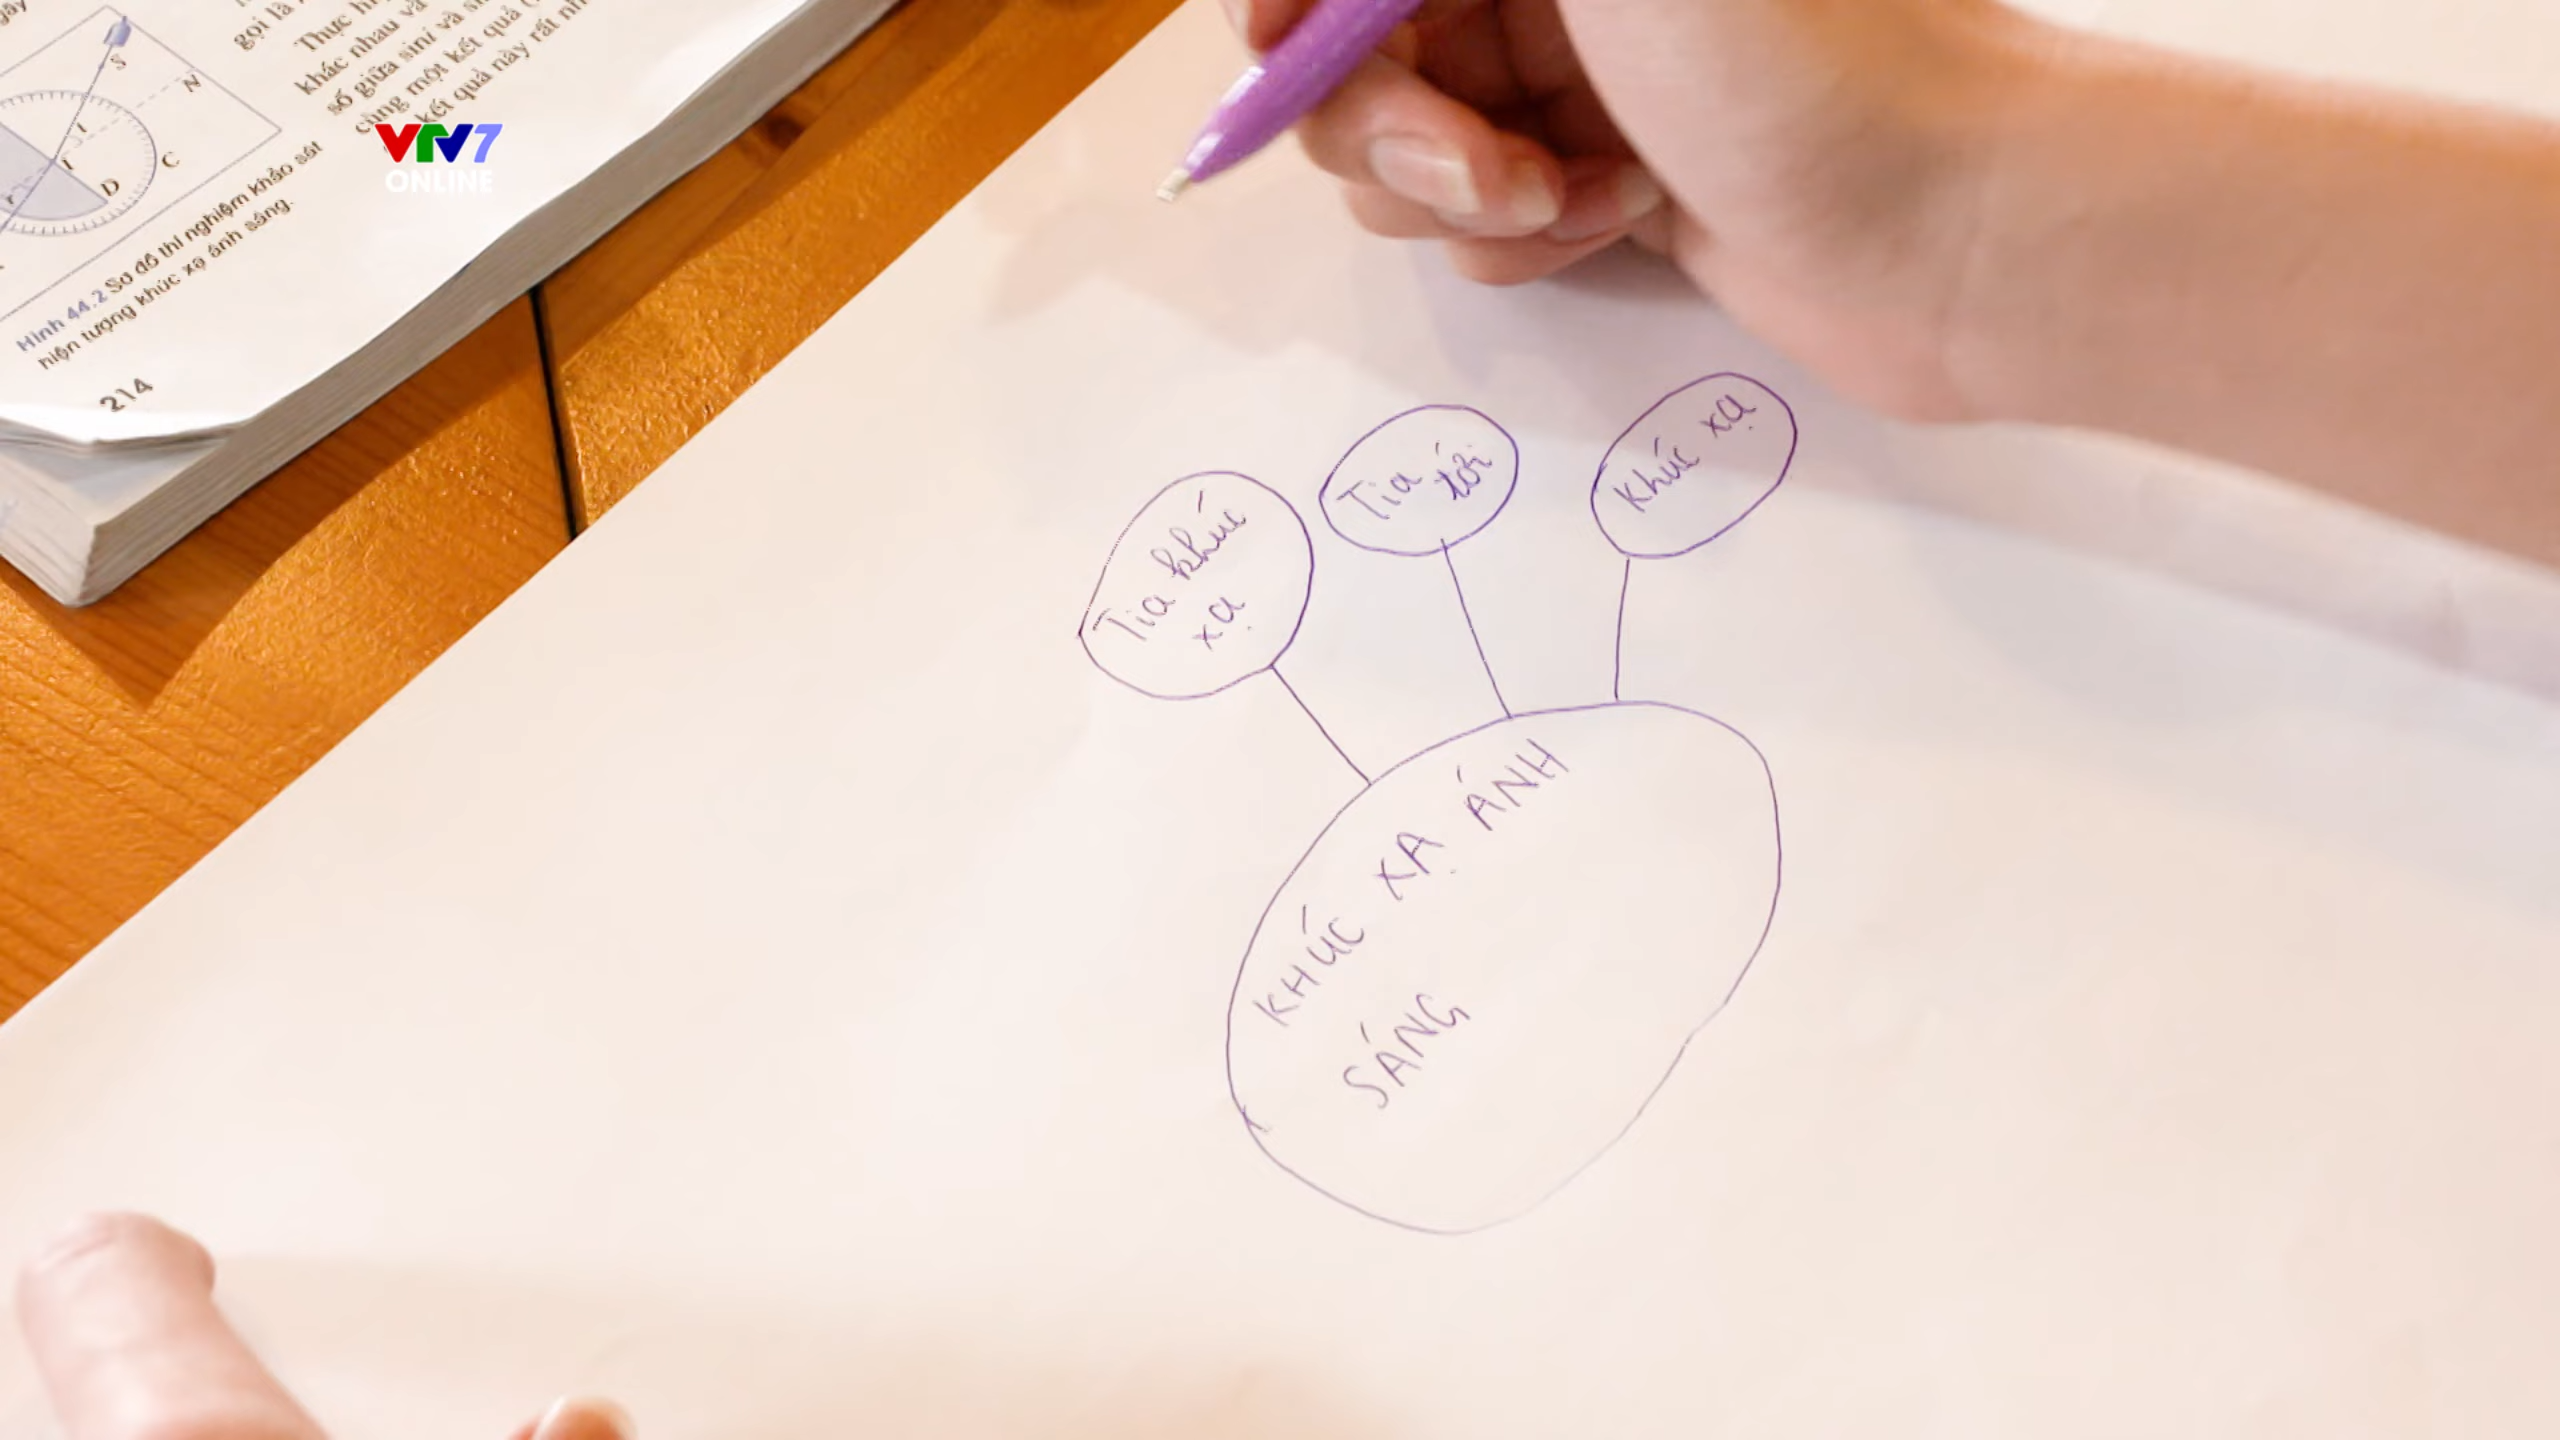 gọi là
Thực
khác nhau và
số giữa sini và
cùng một kết quả
kết quả này rất
S
N
i
I
r
D
C
Hình 44.2 Sơ đồ thí nghiệm khảo sát
hiện tượng khúc xạ ánh sáng.
214
VTV7
ONLINE
Tia khúc
xạ
Tia tới
Khúc xạ
KHÚC XẠ ÁNH
SÁNG